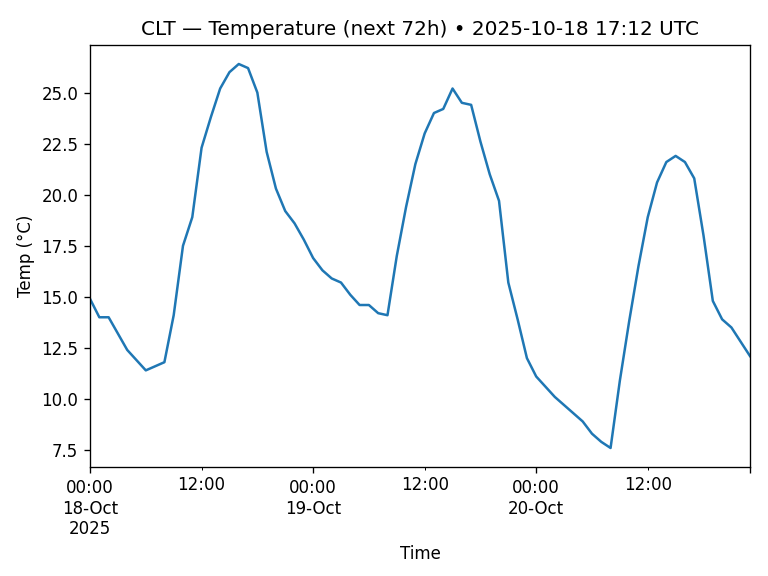 CLT — Temperature (next 72h) • 2025-10-18 17:12 UTC
Temp (°C)
25.0
22.5
20.0
17.5
15.0
12.5
10.0
7.5
00:00 12:00 00:00 12:00 00:00 12:00
18-Oct 19-Oct 20-Oct
2025
Time